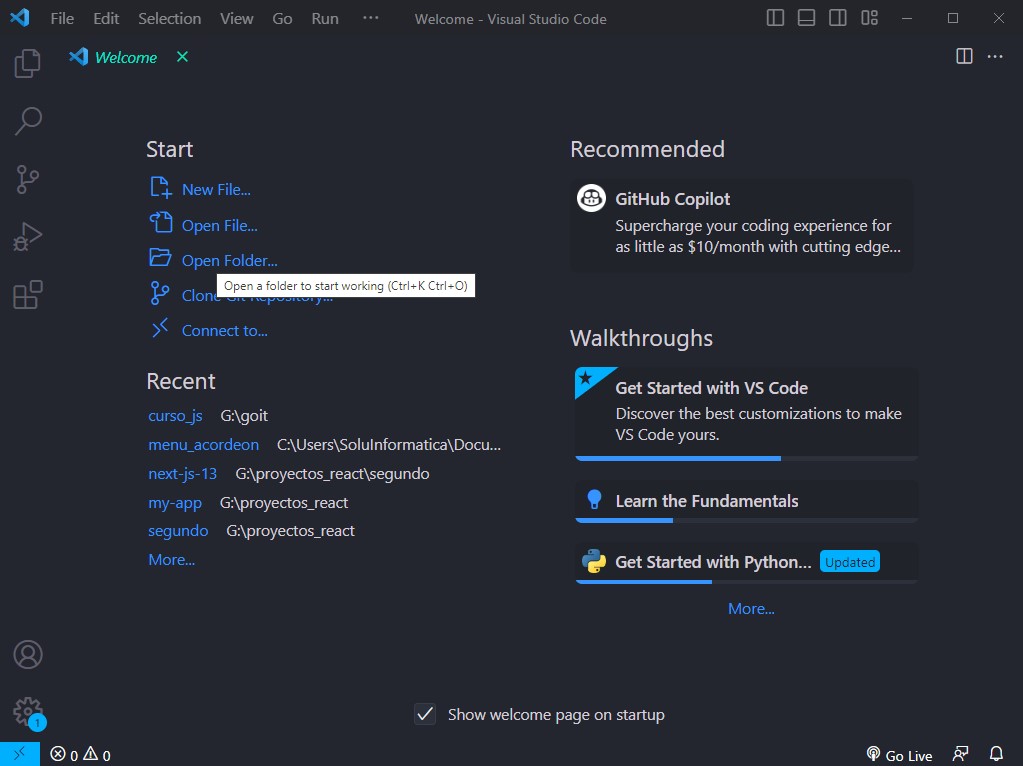 File Edit Selection View Go Run ··· Welcome - Visual Studio Code
Welcome
Start
New File...
Open File...
Open Folder...
Open a folder to start working (Ctrl+K Ctrl+O)
Clone Git Repository...
Connect to...
Recent
curso_js G:\goit
menu_acordeon C:\Users\SoluInformatica\Docu...
next-js-13 G:\proyectos_react\segundo
my-app G:\proyectos_react
segundo G:\proyectos_react
More...
Recommended
GitHub Copilot
Supercharge your coding experience for
as little as $10/month with cutting edge...
Walkthroughs
Get Started with VS Code
Discover the best customizations to make
VS Code yours.
Learn the Fundamentals
Get Started with Python... Updated
More...
Show welcome page on startup
1
0 0 Go Live